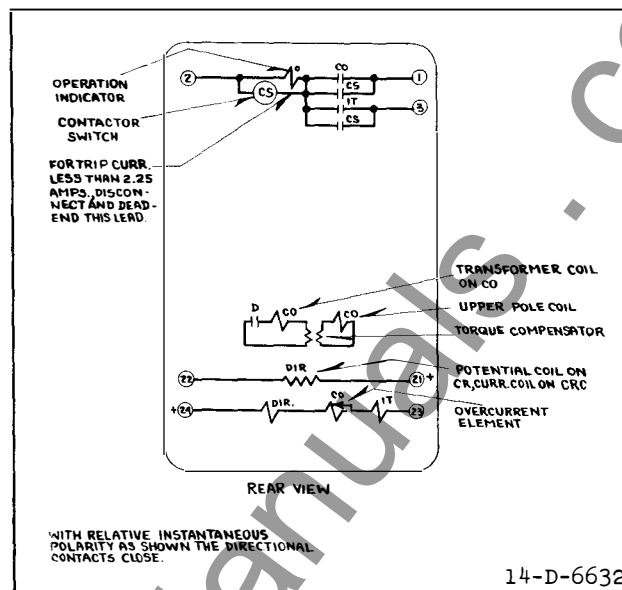 CO
2
O
1
OPERATION
INDICATOR
CS
CS
IT
3
CONTACTOR
SWITCH
CS
FOR TRIP CURR.
LESS THAN 2.25
AMPS., DISCON-
NECT AND DEAD-
END THIS LEAD.
TRANSFORMER COIL
ON CO
D
CO
CO
UPPER POLE COIL
TORQUE COMPENSATOR
DIR
POTENTIAL COIL ON
CR, CURR. COIL ON CRC
22
21 +
+ 24
DIR.
CO
IT
23
OVERCURRENT
ELEMENT
REAR VIEW
WITH RELATIVE INSTANTANEOUS
POLARITY AS SHOWN THE DIRECTIONAL
CONTACTS CLOSE.
14-D-6632